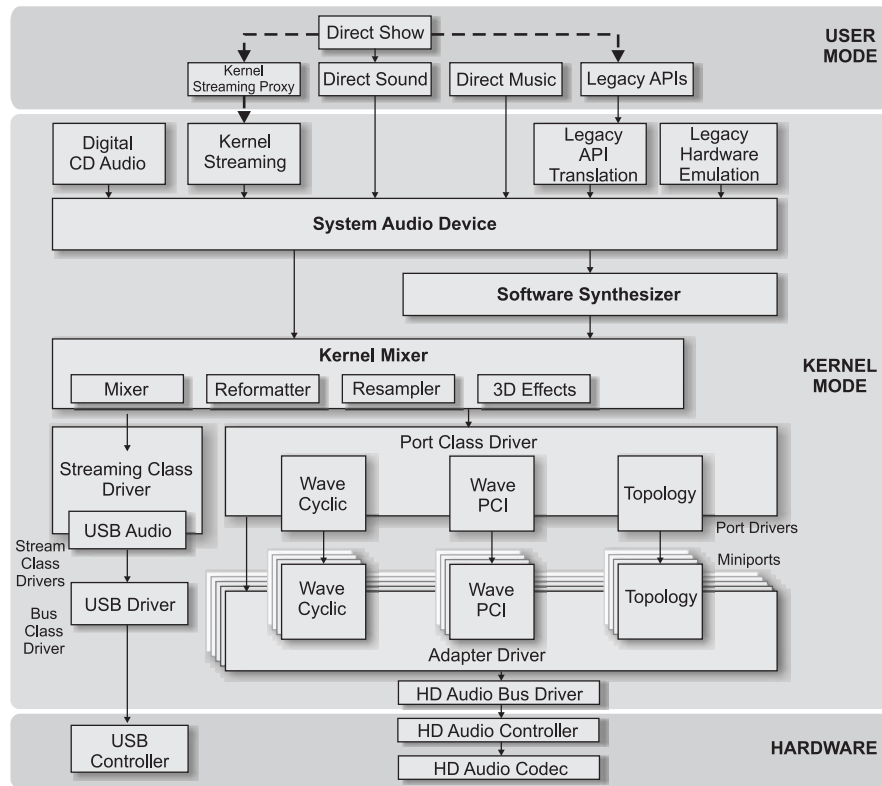 Direct Show
USER
MODE
Kernel
Streaming Proxy
Direct Sound
Direct Music
Legacy APIs
Digital
CD Audio
Kernel
Streaming
Legacy
API
Translation
Legacy
Hardware
Emulation
System Audio Device
Software Synthesizer
Kernel Mixer
KERNEL
MODE
Mixer
Reformatter
Resampler
3D Effects
Port Class Driver
Streaming Class
Driver
Wave
Cyclic
Wave
PCI
Topology
USB Audio
Port Drivers
Stream
Class
Drivers
Miniports
Wave
Cyclic
Wave
PCI
Topology
USB Driver
Bus
Class
Driver
Adapter Driver
HD Audio Bus Driver
USB
Controller
HD Audio Controller
HARDWARE
HD Audio Codec